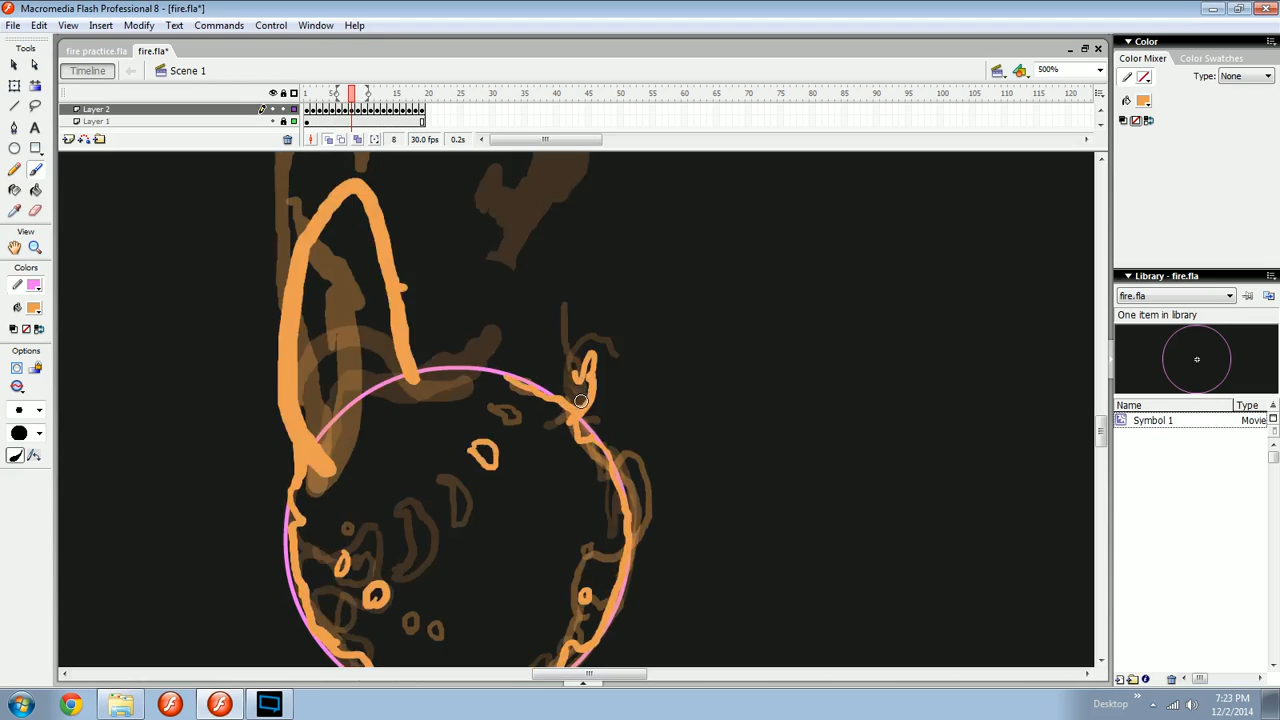 Macromedia Flash Professional 8 - [fire.fla*]
File Edit View Insert Modify Text Commands Control Window Help
Tools
View
Colors
Options
fire practice.fla fire.fla*
Timeline Scene 1 500%
1 5 10 15 20 25 30 35 40 45 50 55 60 65 70 75 80 85 90 95 100 105 110 115 120
Layer 2
Layer 1
8 30.0 fps 0.2s
Color
Color Mixer Color Swatches
Type: None
Library - fire.fla
fire.fla
One item in library
Name Type
Symbol 1 Movie
Desktop
7:23 PM
12/2/2014